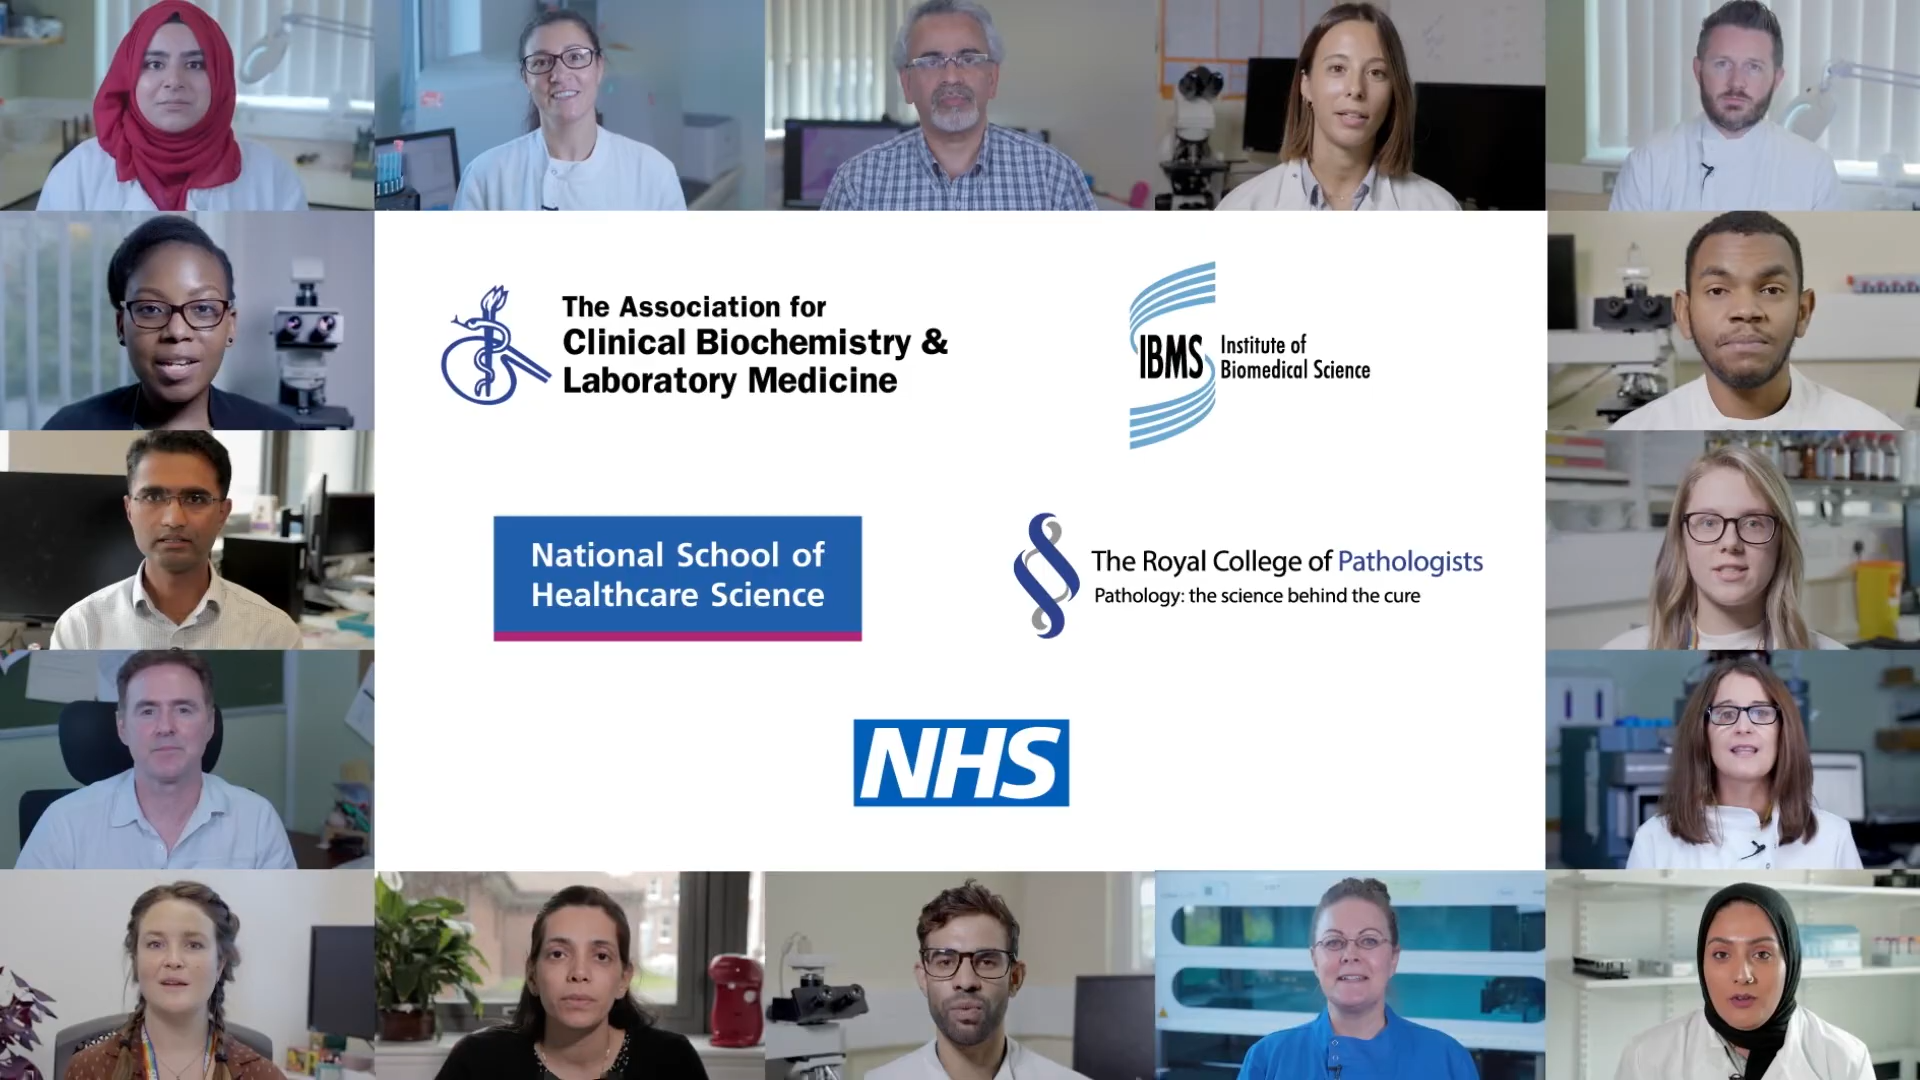 The Association for
Clinical Biochemistry &
Laboratory Medicine
IBMS
Institute of
Biomedical Science
National School of
Healthcare Science
The Royal College of Pathologists
Pathology: the science behind the cure
NHS